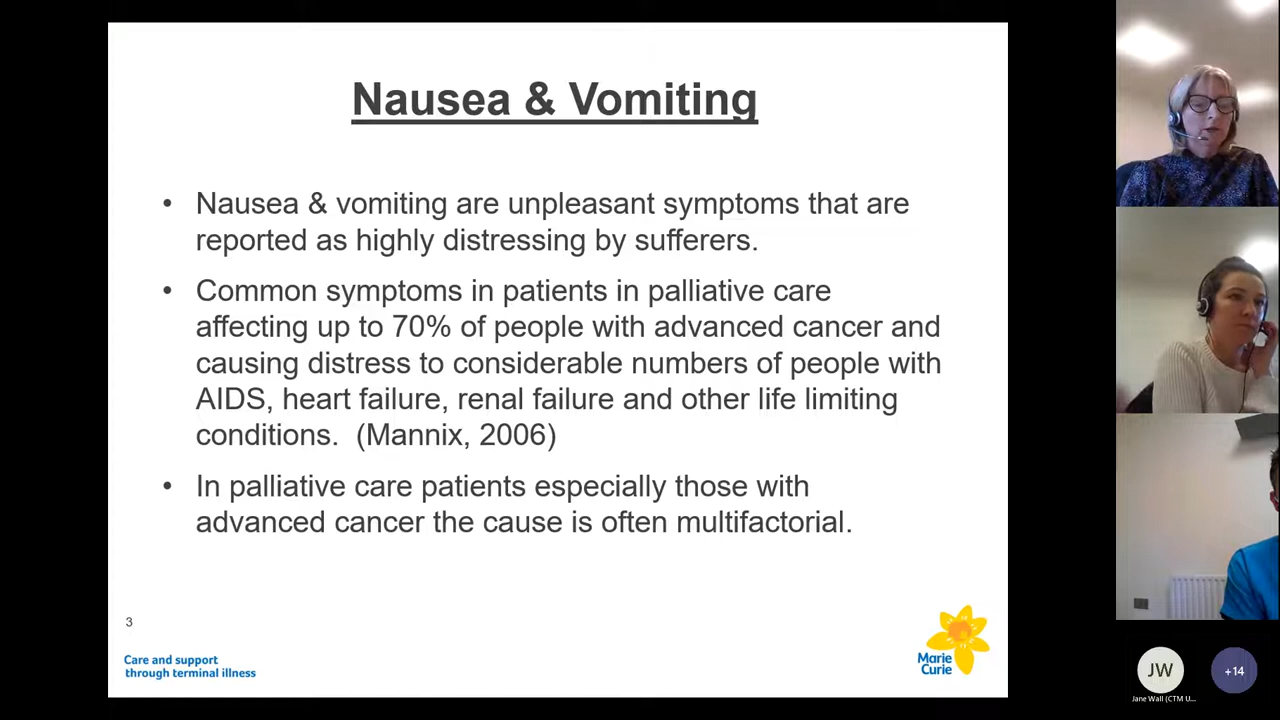 Nausea & Vomiting
• Nausea & vomiting are unpleasant symptoms that are
reported as highly distressing by sufferers.
• Common symptoms in patients in palliative care
affecting up to 70% of people with advanced cancer and
causing distress to considerable numbers of people with
AIDS, heart failure, renal failure and other life limiting
conditions.  (Mannix, 2006)
• In palliative care patients especially those with
advanced cancer the cause is often multifactorial.
3
Care and support
through terminal illness
Marie
Curie
JW
+14
Jane Wall (CTM U...